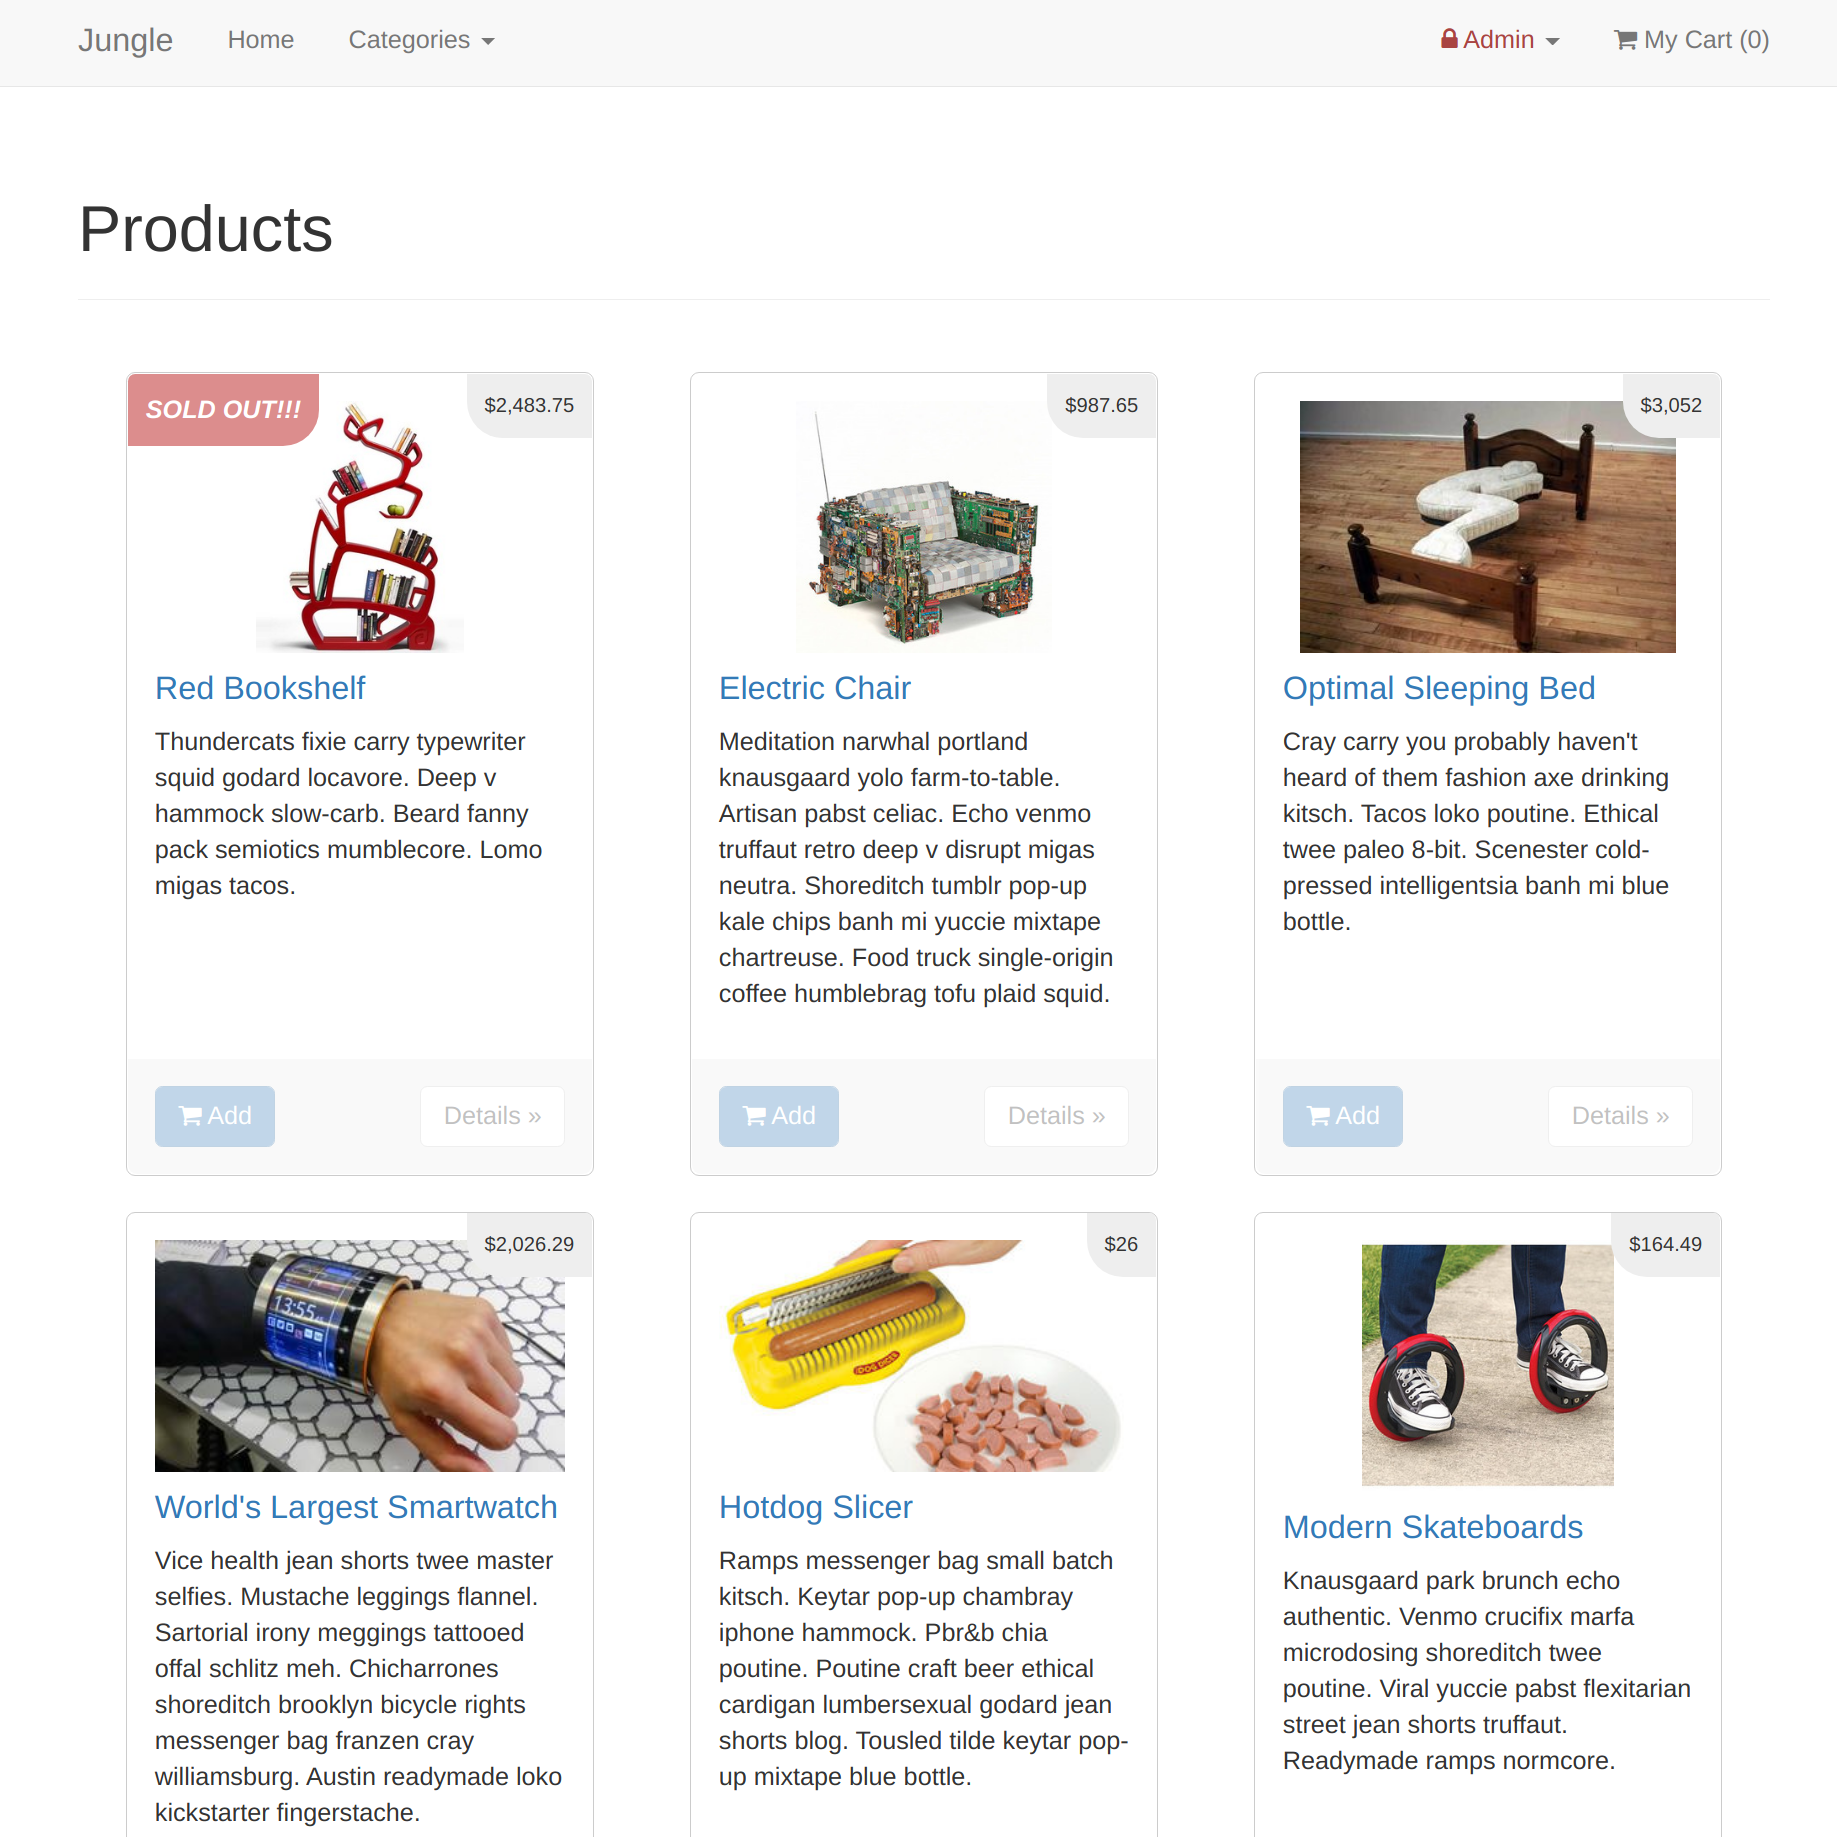 Jungle Home Categories Admin My Cart (0)
Products
SOLD OUT!!! $2,483.75
Red Bookshelf
Thundercats fixie carry typewriter
squid godard locavore. Deep v
hammock slow-carb. Beard fanny
pack semiotics mumblecore. Lomo
migas tacos.
Add Details »
$987.65
Electric Chair
Meditation narwhal portland
knausgaard yolo farm-to-table.
Artisan pabst celiac. Echo venmo
truffaut retro deep v disrupt migas
neutra. Shoreditch tumblr pop-up
kale chips banh mi yuccie mixtape
chartreuse. Food truck single-origin
coffee humblebrag tofu plaid squid.
Add Details »
$3,052
Optimal Sleeping Bed
Cray carry you probably haven't
heard of them fashion axe drinking
kitsch. Tacos loko poutine. Ethical
twee paleo 8-bit. Scenester cold-
pressed intelligentsia banh mi blue
bottle.
Add Details »
$2,026.29
13:55
World's Largest Smartwatch
Vice health jean shorts twee master
selfies. Mustache leggings flannel.
Sartorial irony meggings tattooed
offal schlitz meh. Chicharrones
shoreditch brooklyn bicycle rights
messenger bag franzen cray
williamsburg. Austin readymade loko
kickstarter fingerstache.
$26
DOG DICER
Hotdog Slicer
Ramps messenger bag small batch
kitsch. Keytar pop-up chambray
iphone hammock. Pbr&b chia
poutine. Poutine craft beer ethical
cardigan lumbersexual godard jean
shorts blog. Tousled tilde keytar pop-
up mixtape blue bottle.
$164.49
Modern Skateboards
Knausgaard park brunch echo
authentic. Venmo crucifix marfa
microdosing shoreditch twee
poutine. Viral yuccie pabst flexitarian
street jean shorts truffaut.
Readymade ramps normcore.